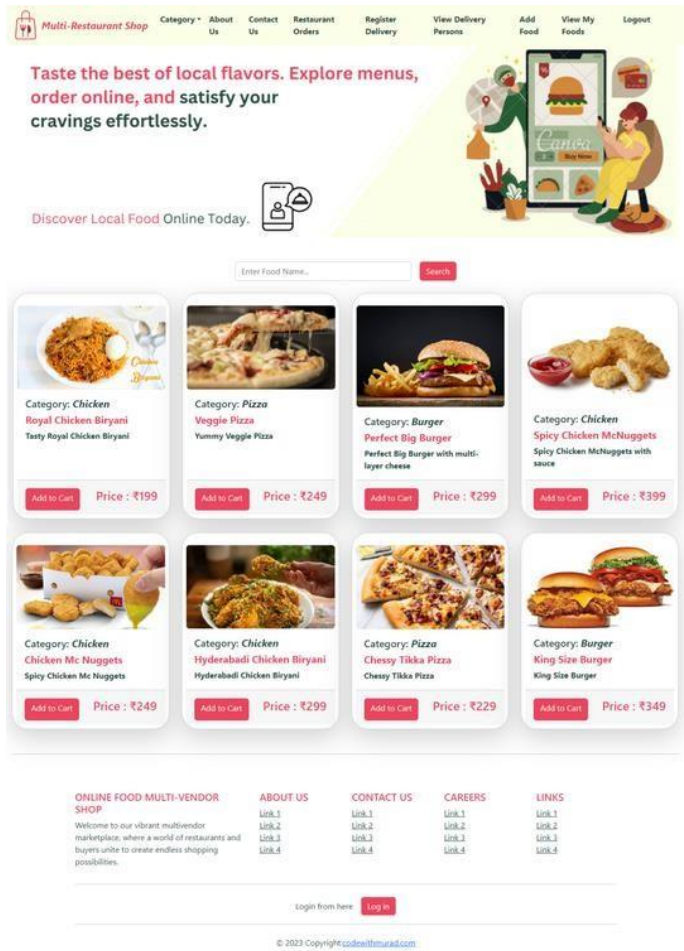 Multi-Restaurant Shop
Category
About Us
Contact Us
Restaurant Orders
Register Delivery
View Delivery Persons
Add Food
View My Foods
Logout
Taste the best of local flavors. Explore menus,
order online, and satisfy your
cravings effortlessly.
Canva
Buy Now
Discover Local Food Online Today.
Enter Food Name...
Search
Chicken
Biryani
Category: Chicken
Royal Chicken Biryani
Tasty Royal Chicken Biryani
Add to Cart
Price : ₹199
Category: Pizza
Veggie Pizza
Yummy Veggie Pizza
Add to Cart
Price : ₹249
Category: Burger
Perfect Big Burger
Perfect Big Burger with multi-
layer cheese
Add to Cart
Price : ₹299
Category: Chicken
Spicy Chicken McNuggets
Spicy Chicken McNuggets with
sauce
Add to Cart
Price : ₹399
Category: Chicken
Chicken Mc Nuggets
Spicy Chicken Mc Nuggets
Add to Cart
Price : ₹249
Category: Chicken
Hyderabadi Chicken Biryani
Hyderabadi Chicken Biryani
Add to Cart
Price : ₹299
Category: Pizza
Chessy Tikka Pizza
Chessy Tikka Pizza
Add to Cart
Price : ₹229
Category: Burger
King Size Burger
King Size Burger
Add to Cart
Price : ₹349
ONLINE FOOD MULTI-VENDOR
SHOP
Welcome to our vibrant multivendor
marketplace, where a world of restaurants and
buyers unite to create endless shopping
possibilities.
ABOUT US
Link 1
Link 2
Link 3
Link 4
CONTACT US
Link 1
Link 2
Link 3
Link 4
CAREERS
Link 1
Link 2
Link 3
Link 4
LINKS
Link 1
Link 2
Link 3
Link 4
Login from here
Log in
© 2023 Copyright codewithmurad.com